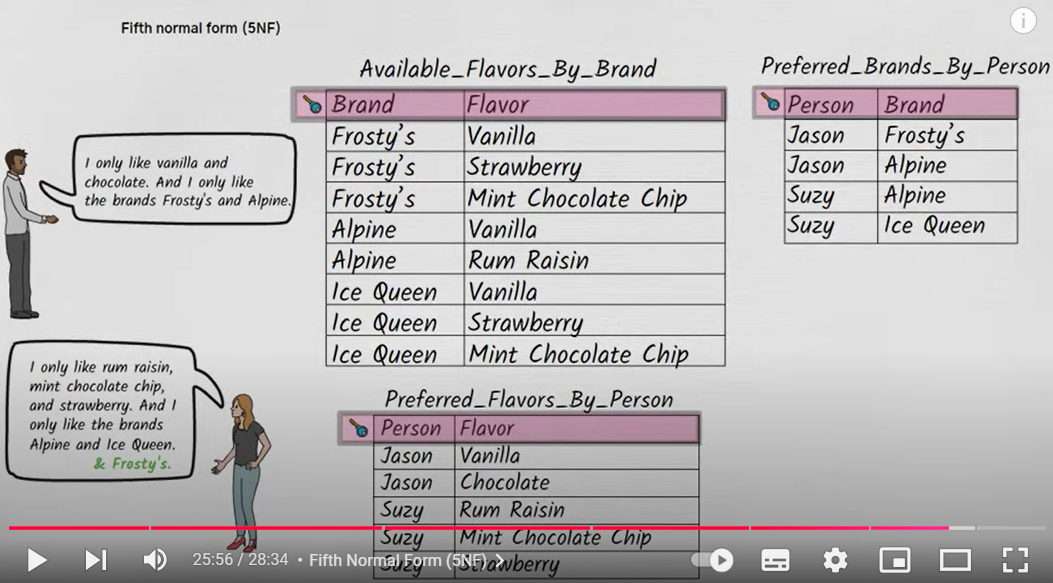 Fifth normal form (5NF)
Available_Flavors_By_Brand
Brand Flavor
Frosty's Vanilla
Frosty's Strawberry
Frosty's Mint Chocolate Chip
Alpine Vanilla
Alpine Rum Raisin
Ice Queen Vanilla
Ice Queen Strawberry
Ice Queen Mint Chocolate Chip
Preferred_Brands_By_Person
Person Brand
Jason Frosty's
Jason Alpine
Suzy Alpine
Suzy Ice Queen
I only like vanilla and
chocolate. And I only like
the brands Frosty's and Alpine.
I only like rum raisin,
mint chocolate chip,
and strawberry. And I
only like the brands
Alpine and Ice Queen.
& Frosty's.
Preferred_Flavors_By_Person
Person Flavor
Jason Vanilla
Jason Chocolate
Suzy Rum Raisin
Suzy Mint Chocolate Chip
Suzy Strawberry
25:56 / 28:34 • Fifth Normal Form (5NF)